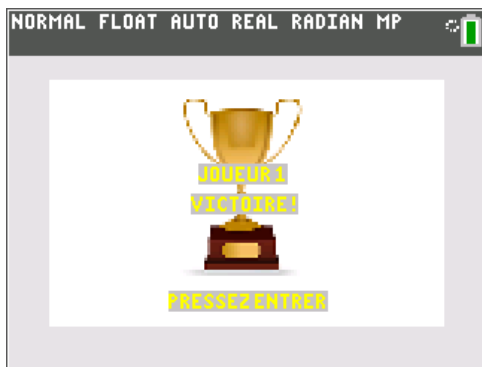 NORMAL FLOAT AUTO REAL RADIAN MP
JOUEUR 1
VICTOIRE!
PRESSEZ ENTRER